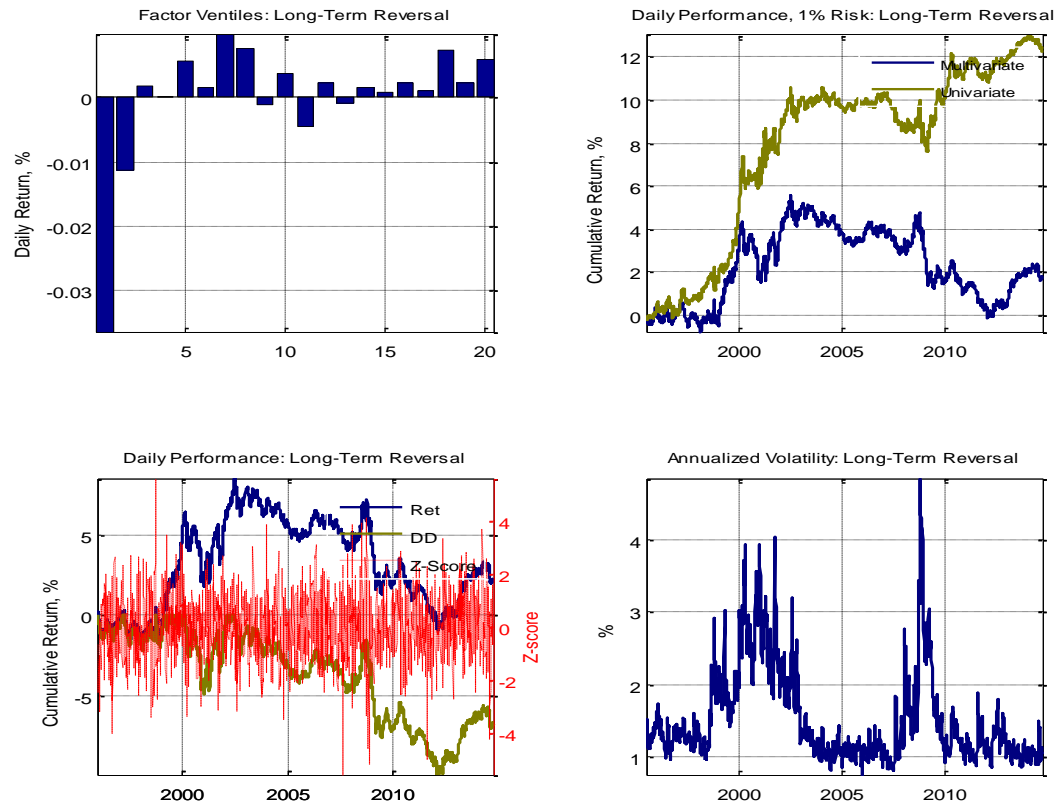 Factor Ventiles: Long-Term Reversal
Daily Return, %
0
-0.01
-0.02
-0.03
5 10 15 20
Daily Performance, 1% Risk: Long-Term Reversal
Cumulative Return, %
12
10
8
6
4
2
0
2000 2005 2010
Multivariate
Univariate
Daily Performance: Long-Term Reversal
Cumulative Return, %
5
0
-5
2000 2005 2010
Ret
DD
Z-Score
4
2
0
-2
-4
Z-score
Annualized Volatility: Long-Term Reversal
%
4
3
2
1
2000 2005 2010